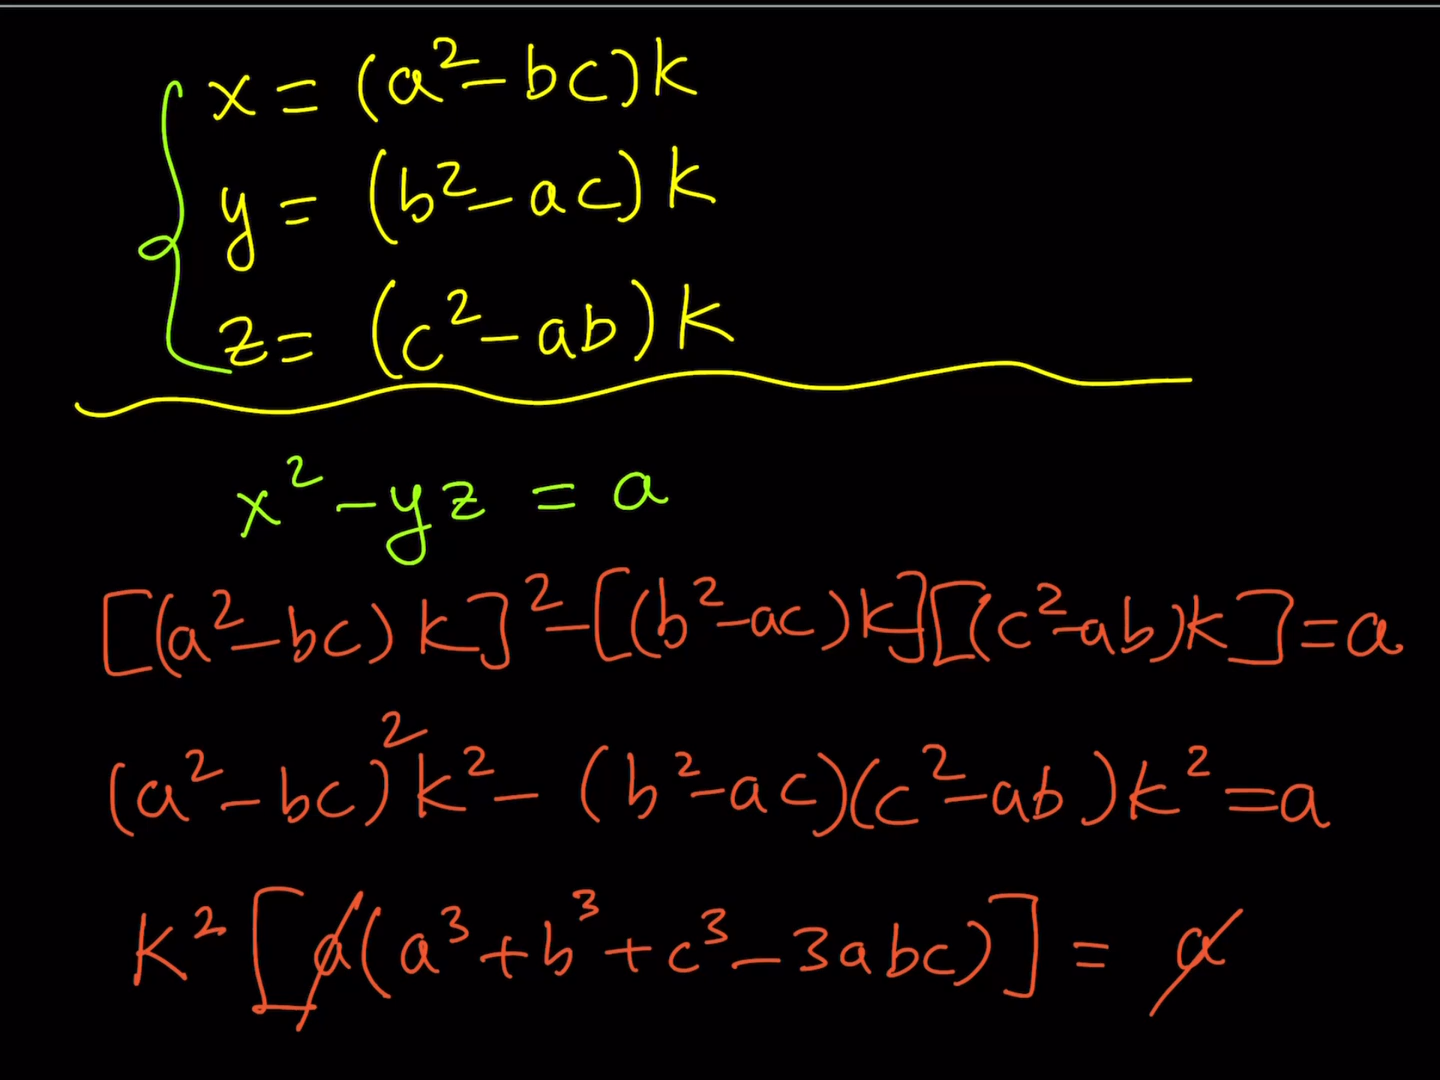 x = (a²-bc)k
y = (b²-ac)k
z = (c²-ab)k
x²-yz = a
[(a²-bc)k]²-[(b²-ac)k][(c²-ab)k]=a
(a²-bc)²k²-(b²-ac)(c²-ab)k²=a
k²[a(a³+b³+c³-3abc)] = a